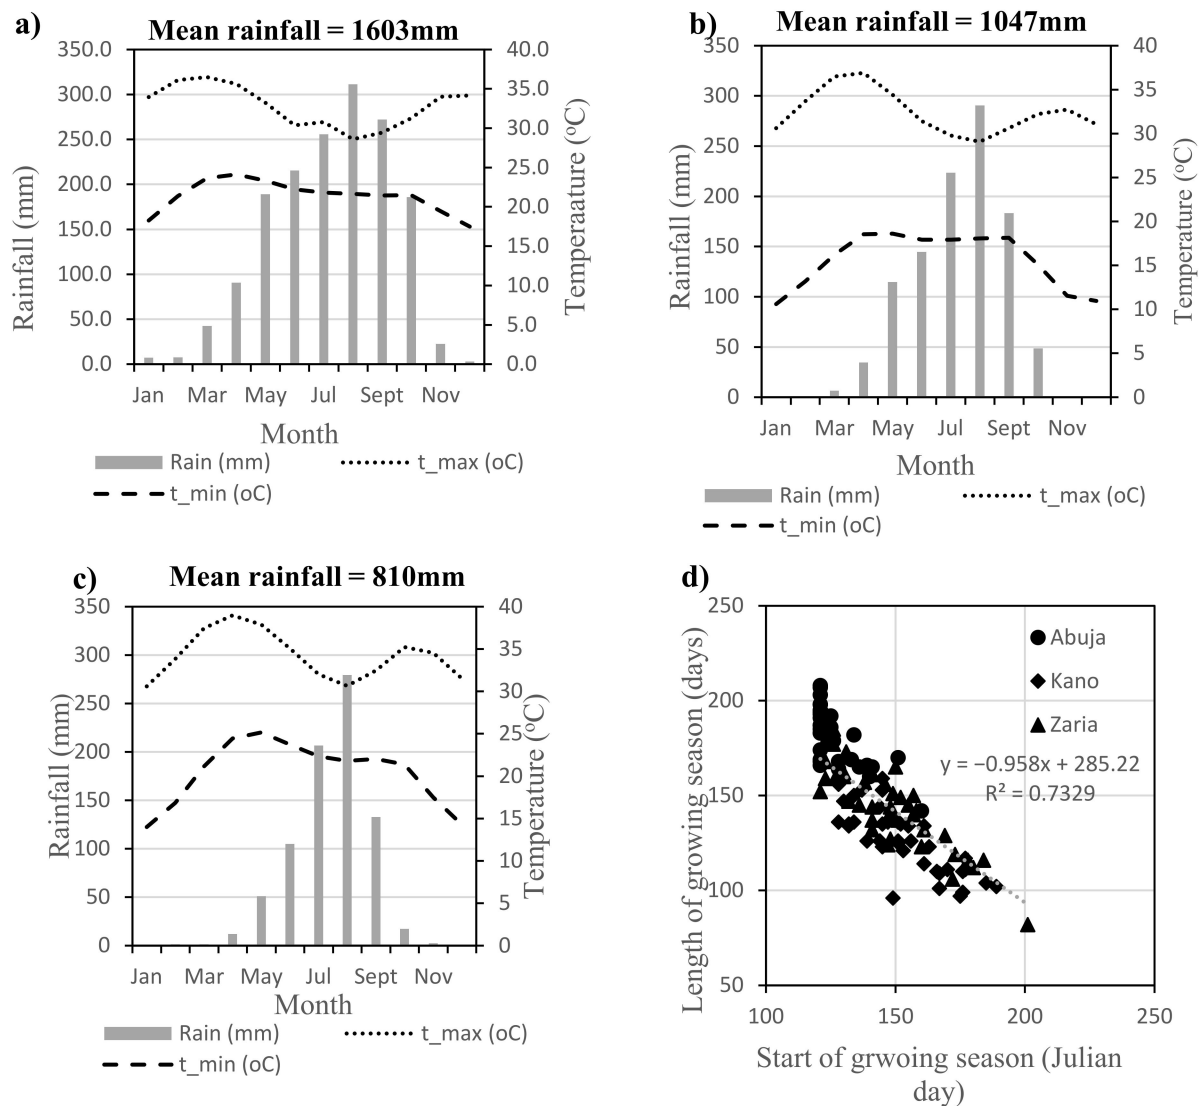 a)
Mean rainfall = 1603mm
350.0
300.0
250.0
200.0
150.0
100.0
50.0
0.0
Rainfall (mm)
40.0
35.0
30.0
25.0
20.0
15.0
10.0
5.0
0.0
Temperaature (ºC)
Jan Mar May Jul Sept Nov
Month
Rain (mm) t_max (oC)
t_min (oC)
b)
Mean rainfall = 1047mm
350
300
250
200
150
100
50
0
Rainfall (mm)
40
35
30
25
20
15
10
5
0
Temperature (ºC)
Jan Mar May Jul Sept Nov
Month
Rain (mm) t_max (oC)
t_min (oC)
c)
Mean rainfall = 810mm
350
300
250
200
150
100
50
0
Rainfall (mm)
40
35
30
25
20
15
10
5
0
Temperature (ºC)
Jan Mar May Jul Sept Nov
Month
Rain (mm) t_max (oC)
t_min (oC)
d)
250
200
150
100
50
Length of growing season (days)
Abuja
Kano
Zaria
y = −0.958x + 285.22
R² = 0.7329
100 150 200 250
Start of grwoing season (Julian
day)